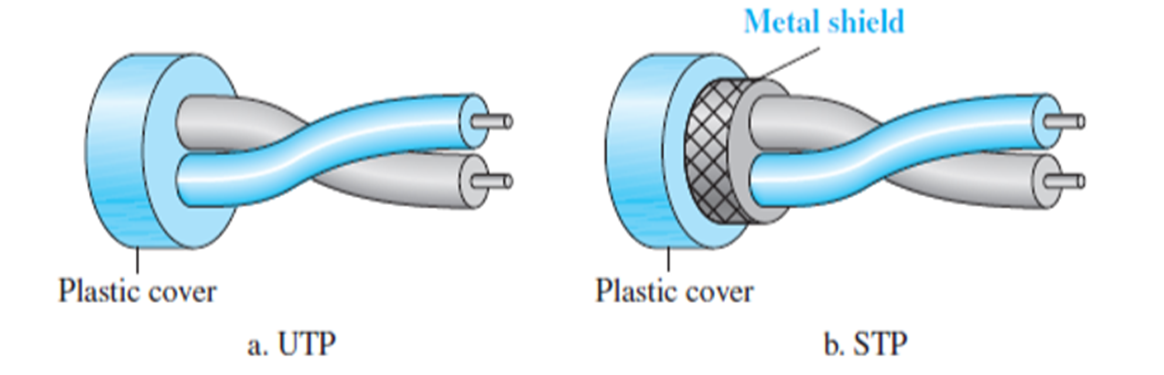 Metal shield
Plastic cover
Plastic cover
a. UTP
b. STP